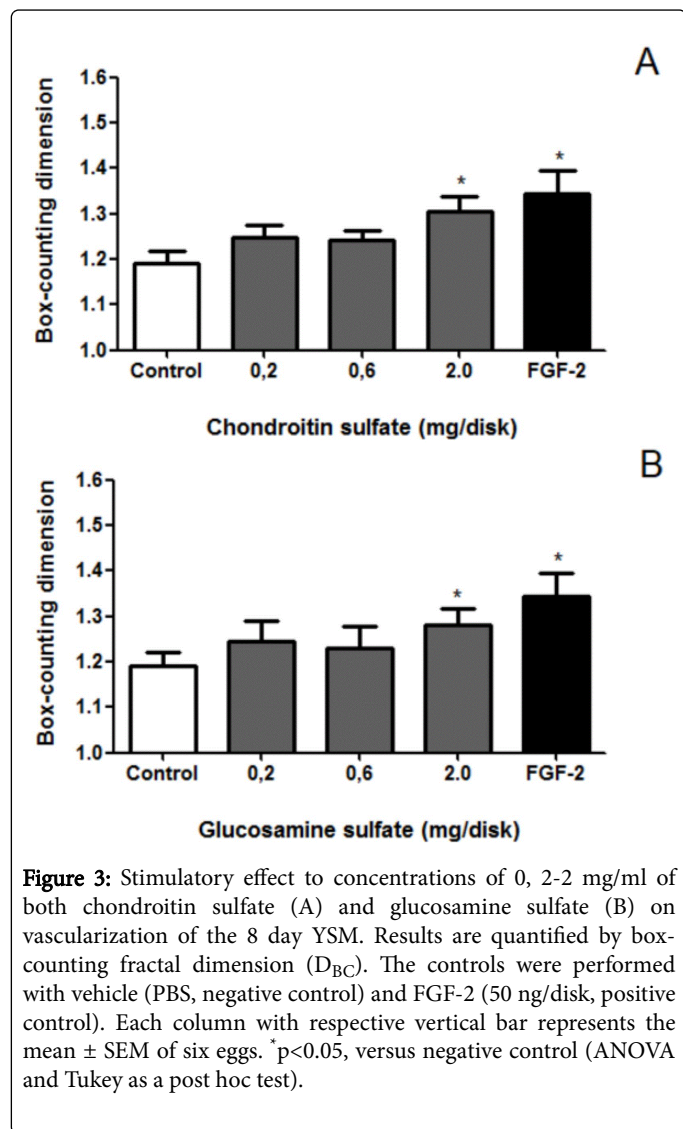 A
1.6
1.5
1.4
1.3
1.2
1.1
1.0
Box-counting dimension
*
*
Control 0,2 0,6 2.0 FGF-2
Chondroitin sulfate (mg/disk)
B
1.6
1.5
1.4
1.3
1.2
1.1
1.0
Box-counting dimension
*
*
Control 0,2 0,6 2.0 FGF-2
Glucosamine sulfate (mg/disk)
Figure 3: Stimulatory effect to concentrations of 0, 2-2 mg/ml of
both chondroitin sulfate (A) and glucosamine sulfate (B) on
vascularization of the 8 day YSM. Results are quantified by box-
counting fractal dimension (DBC). The controls were performed
with vehicle (PBS, negative control) and FGF-2 (50 ng/disk, positive
control). Each column with respective vertical bar represents the
mean ± SEM of six eggs. *p<0.05, versus negative control (ANOVA
and Tukey as a post hoc test).